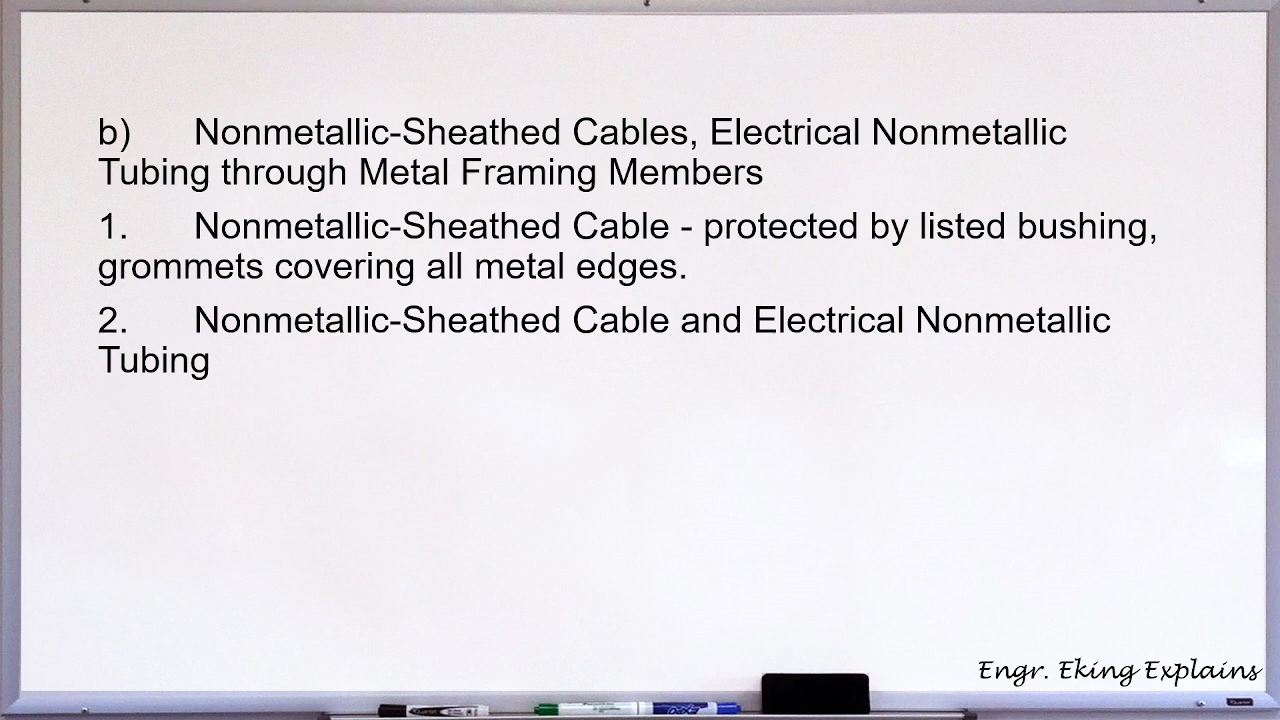 b) Nonmetallic-Sheathed Cables, Electrical Nonmetallic
Tubing through Metal Framing Members
1. Nonmetallic-Sheathed Cable - protected by listed bushing,
grommets covering all metal edges.
2. Nonmetallic-Sheathed Cable and Electrical Nonmetallic
Tubing
Engr. Eking Explains